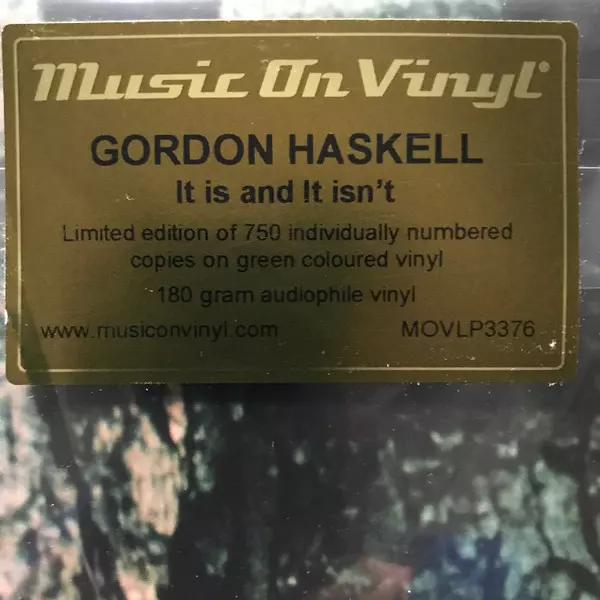 Music On Vinyl®
GORDON HASKELL
It is and It isn't
Limited edition of 750 individually numbered
copies on green coloured vinyl
180 gram audiophile vinyl
www.musiconvinyl.com MOVLP3376